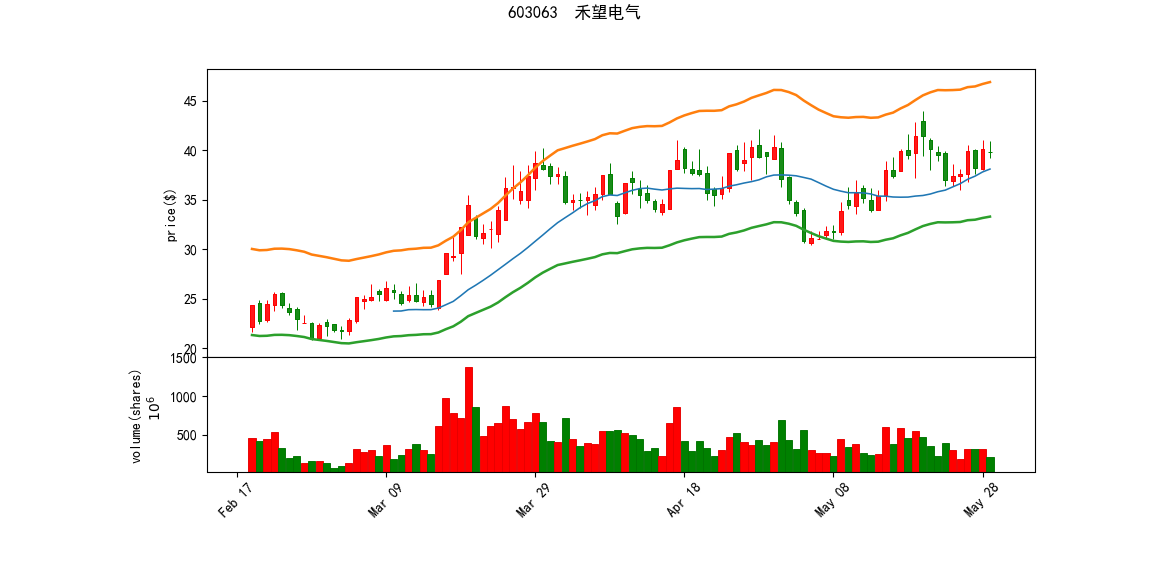 603063 禾望电气
price($)
45
40
35
30
25
20
volume(shares)
10^6
1500
1000
500
Feb 17
Mar 09
Mar 29
Apr 18
May 08
May 28